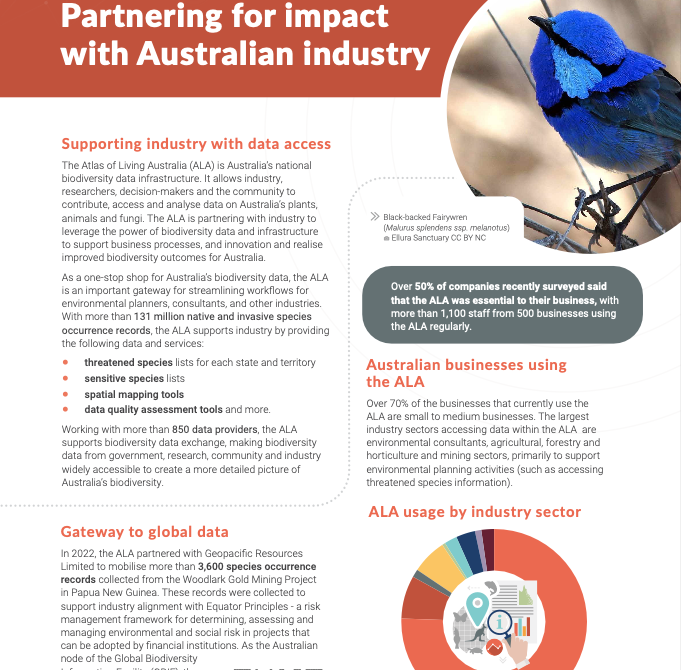 Partnering for impact
with Australian industry
Supporting industry with data access
The Atlas of Living Australia (ALA) is Australia's national
biodiversity data infrastructure. It allows industry,
researchers, decision-makers and the community to
contribute, access and analyse data on Australia's plants,
animals and fungi. The ALA is partnering with industry to
leverage the power of biodiversity data and infrastructure
to support business processes, and innovation and realise
improved biodiversity outcomes for Australia.
As a one-stop shop for Australia's biodiversity data, the ALA
is an important gateway for streamlining workflows for
environmental planners, consultants, and other industries.
With more than 131 million native and invasive species
occurrence records, the ALA supports industry by providing
the following data and services:
• threatened species lists for each state and territory
• sensitive species lists
• spatial mapping tools
• data quality assessment tools and more.
Working with more than 850 data providers, the ALA
supports biodiversity data exchange, making biodiversity
data from government, research, community and industry
widely accessible to create a more detailed picture of
Australia's biodiversity.
Gateway to global data
In 2022, the ALA partnered with Geopacific Resources
Limited to mobilise more than 3,600 species occurrence
records collected from the Woodlark Gold Mining Project
in Papua New Guinea. These records were collected to
support industry alignment with Equator Principles - a risk
management framework for determining, assessing and
managing environmental and social risk in projects that
can be adopted by financial institutions. As the Australian
node of the Global Biodiversity
Black-backed Fairywren
(Malurus splendens ssp. melanotus)
Ellura Sanctuary CC BY NC
Over 50% of companies recently surveyed said
that the ALA was essential to their business, with
more than 1,100 staff from 500 businesses using
the ALA regularly.
Australian businesses using
the ALA
Over 70% of the businesses that currently use the
ALA are small to medium businesses. The largest
industry sectors accessing data within the ALA are
environmental consultants, agricultural, forestry and
horticulture and mining sectors, primarily to support
environmental planning activities (such as accessing
threatened species information).
ALA usage by industry sector